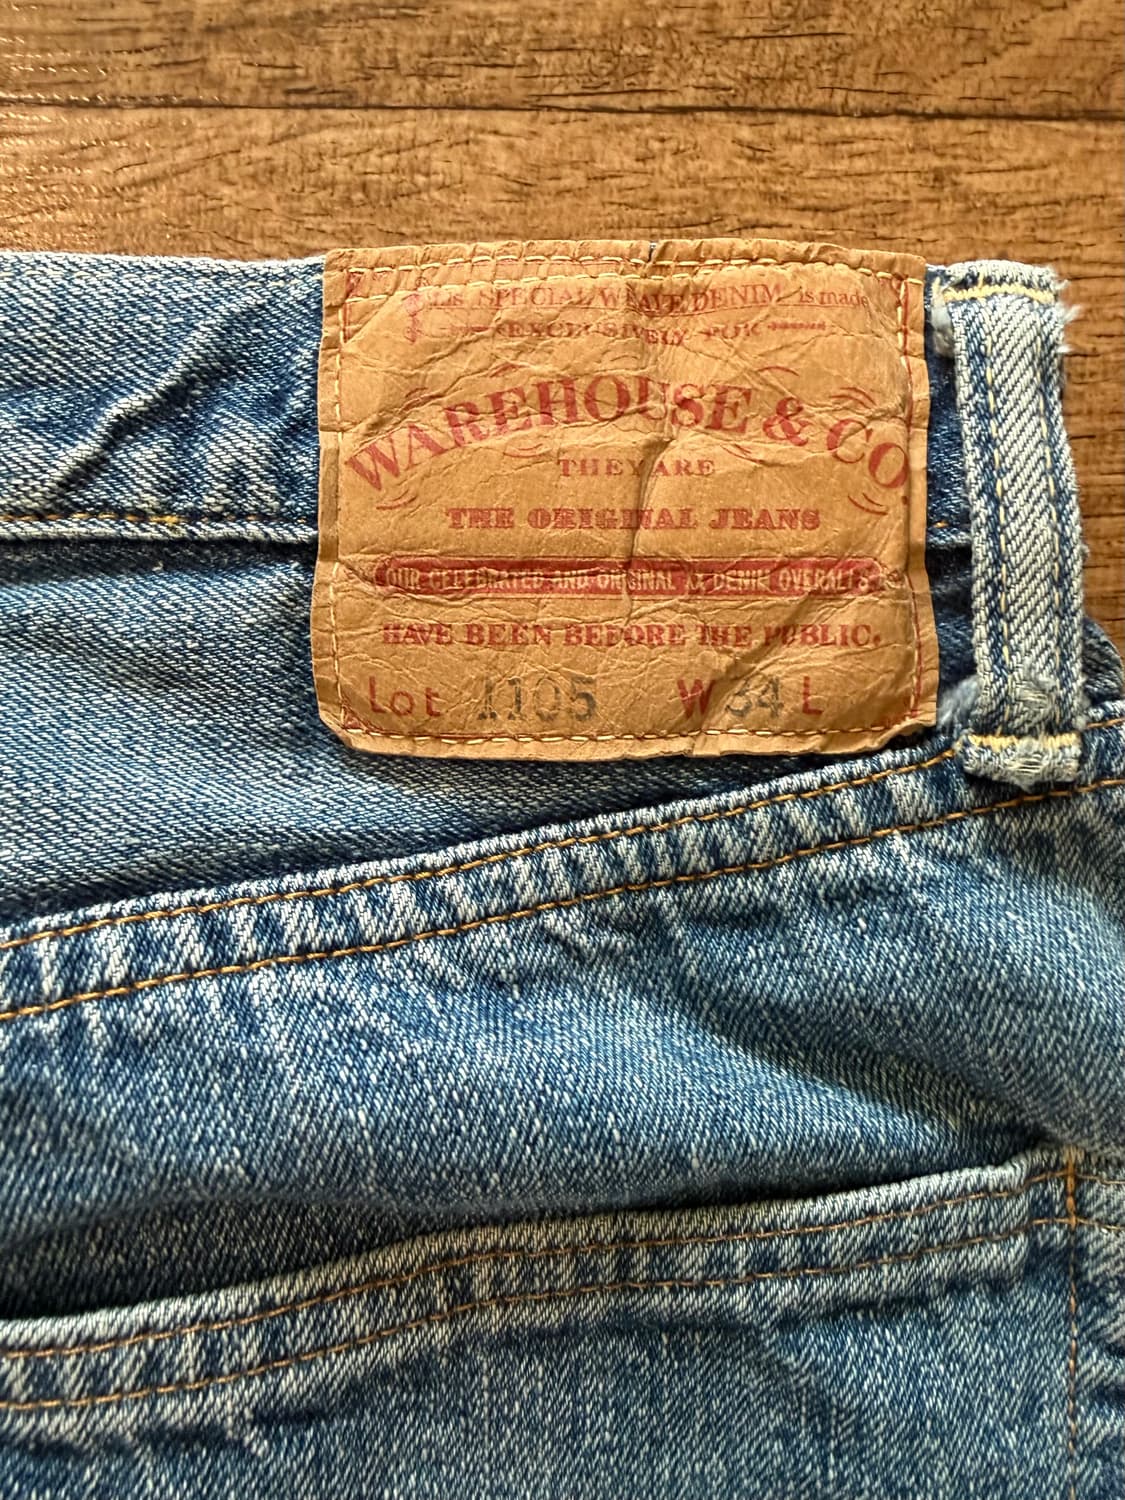 This SPECIAL WEAVE DENIM is made
EXCLUSIVELY FOR
WAREHOUSE & CO.
THEY ARE
THE ORIGINAL JEANS
OUR CELEBRATED AND ORIGINAL XX DENIM OVERALLS
HAVE BEEN BEFORE THE PUBLIC.
Lot 1105 W 34 L